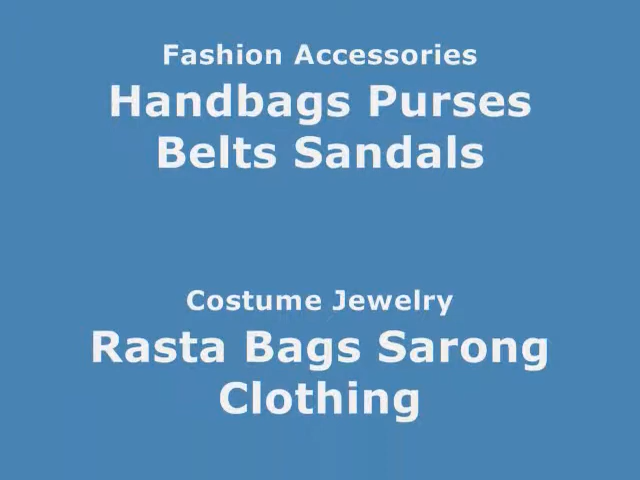 Fashion Accessories
Handbags Purses
Belts Sandals
Costume Jewelry
Rasta Bags Sarong
Clothing